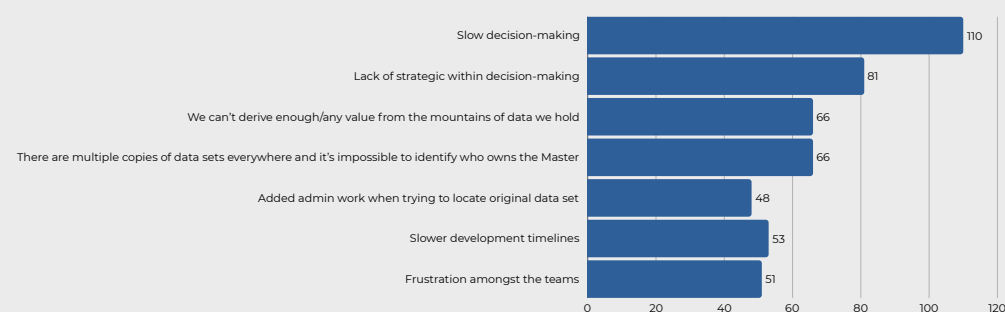 Slow decision-making 110
Lack of strategic within decision-making 81
We can't derive enough/any value from the mountains of data we hold 66
There are multiple copies of data sets everywhere and it's impossible to identify who owns the Master 66
Added admin work when trying to locate original data set 48
Slower development timelines 53
Frustration amongst the teams 51
0 20 40 60 80 100 120